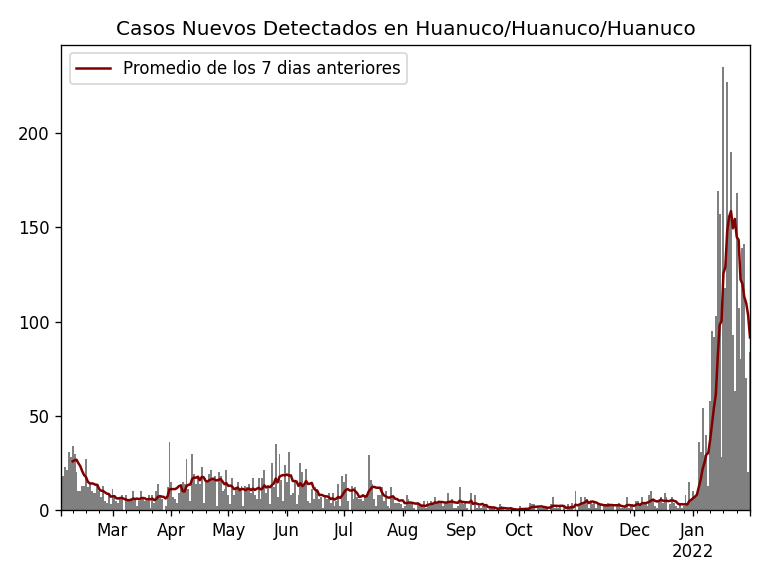 Casos Nuevos Detectados en Huanuco/Huanuco/Huanuco
Promedio de los 7 dias anteriores
200
150
100
50
0
Mar Apr May Jun Jul Aug Sep Oct Nov Dec Jan
2022